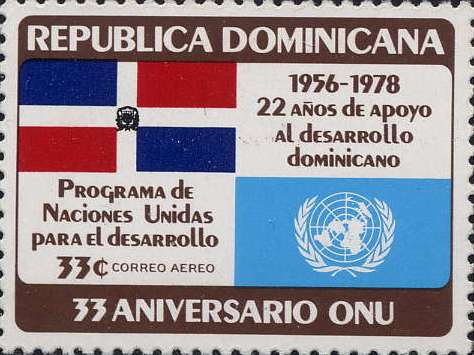 REPUBLICA DOMINICANA
1956-1978
22 AÑOS DE APOYO
AL DESARROLLO
DOMINICANO
PROGRAMA DE
NACIONES UNIDAS
PARA EL DESARROLLO
33¢ CORREO AEREO
33 ANIVERSARIO ONU